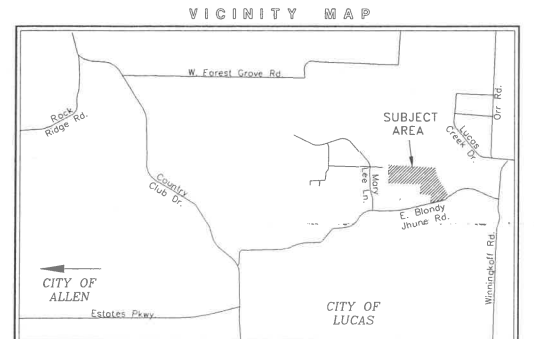 VICINITY MAP
W. Forest Grove Rd.
Rock
Ridge Rd.
Orr Rd.
SUBJECT
AREA
Lucas
Creek Dr.
Country
Club Dr.
Mary
Lee Ln.
E. Blondy
Jhune Rd.
Winningkoff Rd.
CITY OF
ALLEN
CITY OF
LUCAS
Estates Pkwy.